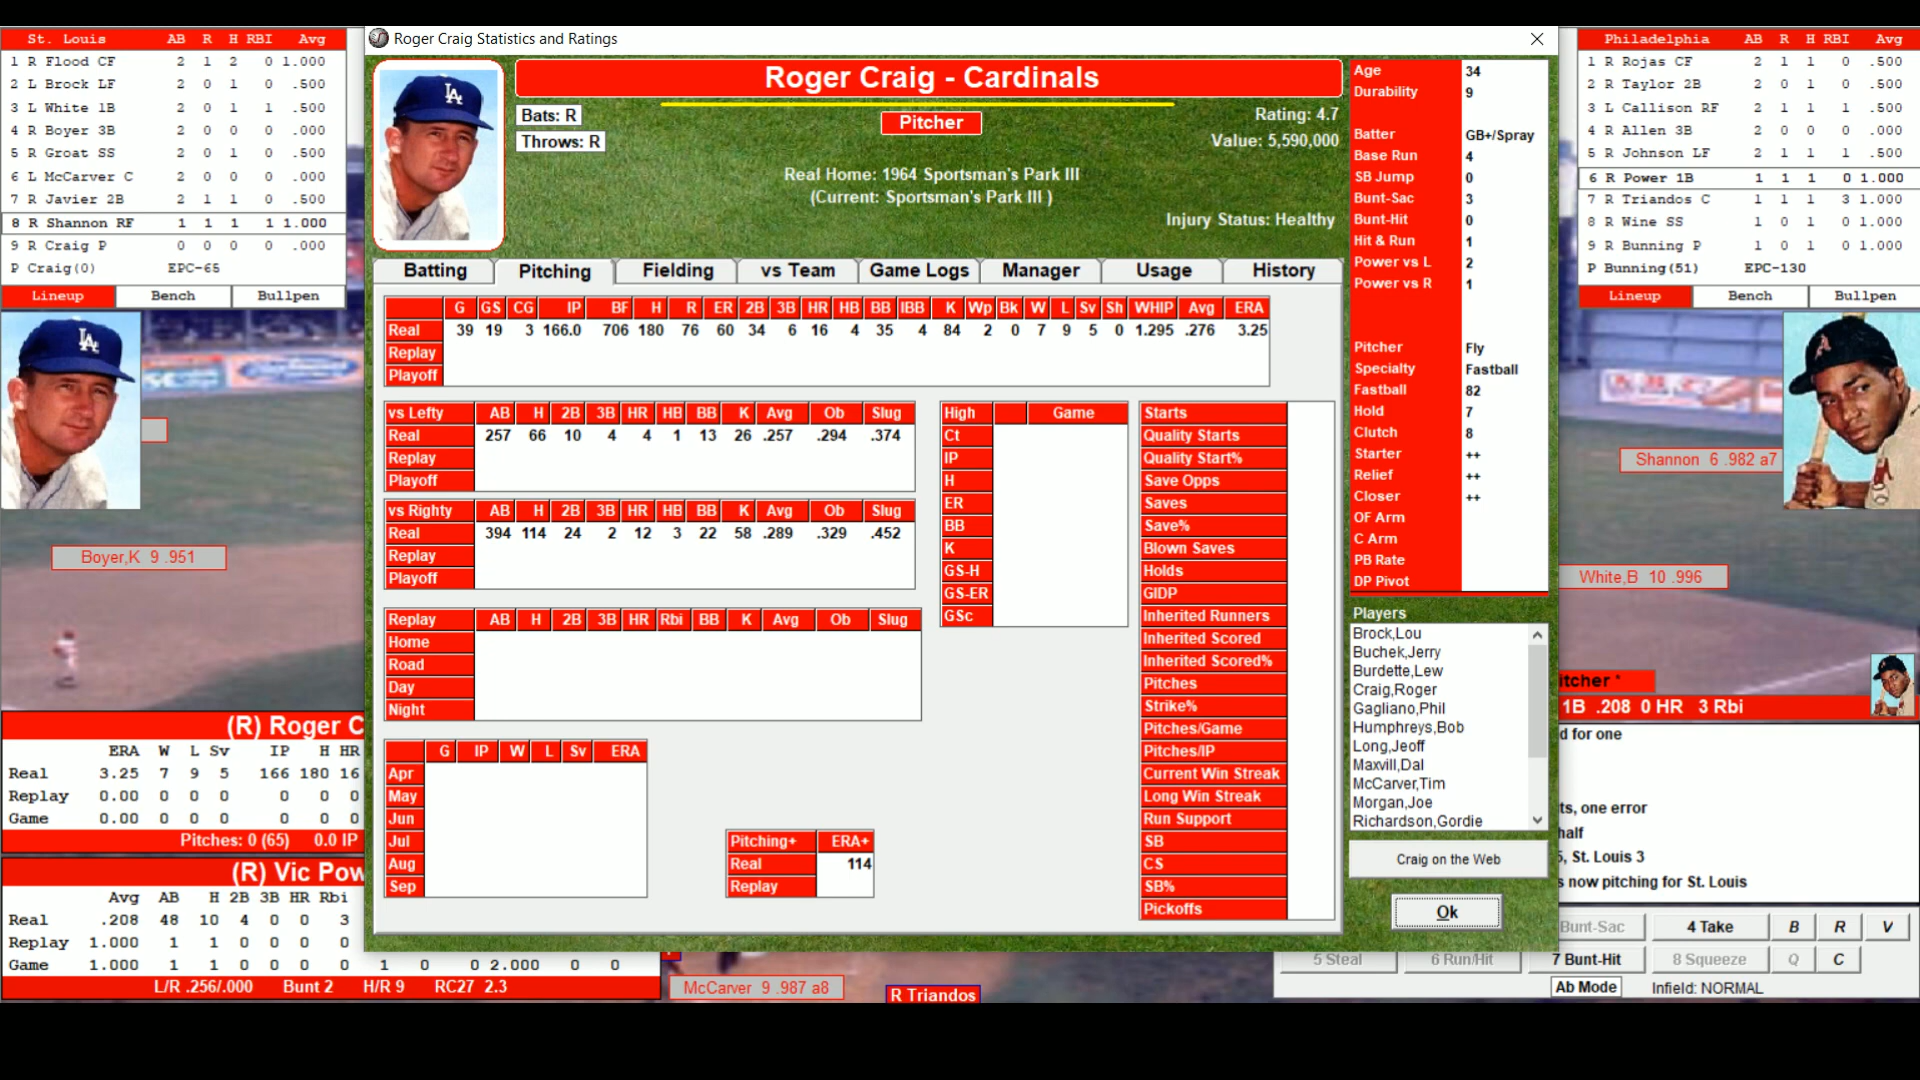 Roger Craig Statistics and Ratings
St. Louis AB R H RBI Avg
1 R Flood CF 2 1 2 0 1.000
2 L Brock LF 2 0 1 0 .500
3 L White 1B 2 0 1 1 .500
4 R Boyer 3B 2 0 0 0 .000
5 R Groat SS 2 0 1 0 .500
6 L McCarver C 2 0 0 0 .000
7 R Javier 2B 2 1 1 0 .500
8 R Shannon RF 1 1 1 1 1.000
9 R Craig P 0 0 0 0 .000
P Craig(0) EPC-65
Lineup Bench Bullpen
Boyer,K 9 .951
(R) Roger C
ERA W L Sv IP H HR
Real 3.25 7 9 5 166 180 16
Replay 0.00 0 0 0 0 0 0
Game 0.00 0 0 0 0 0 0
Pitches: 0 (65) 0.0 IP
(R) Vic Pow
Avg AB H 2B 3B HR Rbi
Real .208 48 10 4 0 0 3
Replay 1.000 1 1 0 0 0 0
Game 1.000 1 1 0 0 0 0 1 0 0 2.000 0 0
L/R .256/.000 Bunt 2 H/R 9 RC27 2.3
LA
Roger Craig - Cardinals
Bats: R
Throws: R
Pitcher
Rating: 4.7
Value: 5,590,000
Real Home: 1964 Sportsman's Park III
(Current: Sportsman's Park III )
Injury Status: Healthy
Batting Pitching Fielding vs Team Game Logs Manager Usage History
G GS CG IP BF H R ER 2B 3B HR HB BB IBB K Wp Bk W L Sv Sh WHIP Avg ERA
Real 39 19 3 166.0 706 180 76 60 34 6 16 4 35 4 84 2 0 7 9 5 0 1.295 .276 3.25
Replay
Playoff
vs Lefty AB H 2B 3B HR HB BB K Avg Ob Slug
Real 257 66 10 4 4 1 13 26 .257 .294 .374
Replay
Playoff
vs Righty AB H 2B 3B HR HB BB K Avg Ob Slug
Real 394 114 24 2 12 3 22 58 .289 .329 .452
Replay
Playoff
Replay AB H 2B 3B HR Rbi BB K Avg Ob Slug
Home
Road
Day
Night
G IP W L Sv ERA
Apr
May
Jun
Jul
Aug
Sep
Pitching+ ERA+
Real 114
Replay
High Game
Ct
IP
H
ER
BB
K
GS-H
GS-ER
GSc
Starts
Quality Starts
Quality Start%
Save Opps
Saves
Save%
Blown Saves
Holds
GIDP
Inherited Runners
Inherited Scored
Inherited Scored%
Pitches
Strike%
Pitches/Game
Pitches/IP
Current Win Streak
Long Win Streak
Run Support
SB
CS
SB%
Pickoffs
Age 34
Durability 9
Batter GB+/Spray
Base Run 4
SB Jump 0
Bunt-Sac 3
Bunt-Hit 0
Hit & Run 1
Power vs L 2
Power vs R 1
Pitcher Fly
Specialty Fastball
Fastball 82
Hold 7
Clutch 8
Starter ++
Relief ++
Closer ++
OF Arm
C Arm
PB Rate
DP Pivot
Players
Brock,Lou
Buchek,Jerry
Burdette,Lew
Craig,Roger
Gagliano,Phil
Humphreys,Bob
Long,Jeoff
Maxvill,Dal
McCarver,Tim
Morgan,Joe
Richardson,Gordie
Craig on the Web
Ok
McCarver 9 .987 a8
R Triandos
Philadelphia AB R H RBI Avg
1 R Rojas CF 2 1 1 0 .500
2 R Taylor 2B 2 0 1 0 .500
3 L Callison RF 2 1 1 1 .500
4 R Allen 3B 2 0 0 0 .000
5 R Johnson LF 2 1 1 1 .500
6 R Power 1B 1 1 1 0 1.000
7 R Triandos C 1 1 1 3 1.000
8 R Wine SS 1 0 1 0 1.000
9 R Bunning P 1 0 1 0 1.000
P Bunning(51) EPC-130
Lineup Bench Bullpen
A
Shannon 6 .982 a7
White,B 10 .996
itcher *
1B .208 0 HR 3 Rbi
d for one
ts, one error
half
5, St. Louis 3
s now pitching for St. Louis
Bunt-Sac 4 Take B R V
5 Steal 6 Run/Hit 7 Bunt-Hit 8 Squeeze Q C
Ab Mode Infield: NORMAL